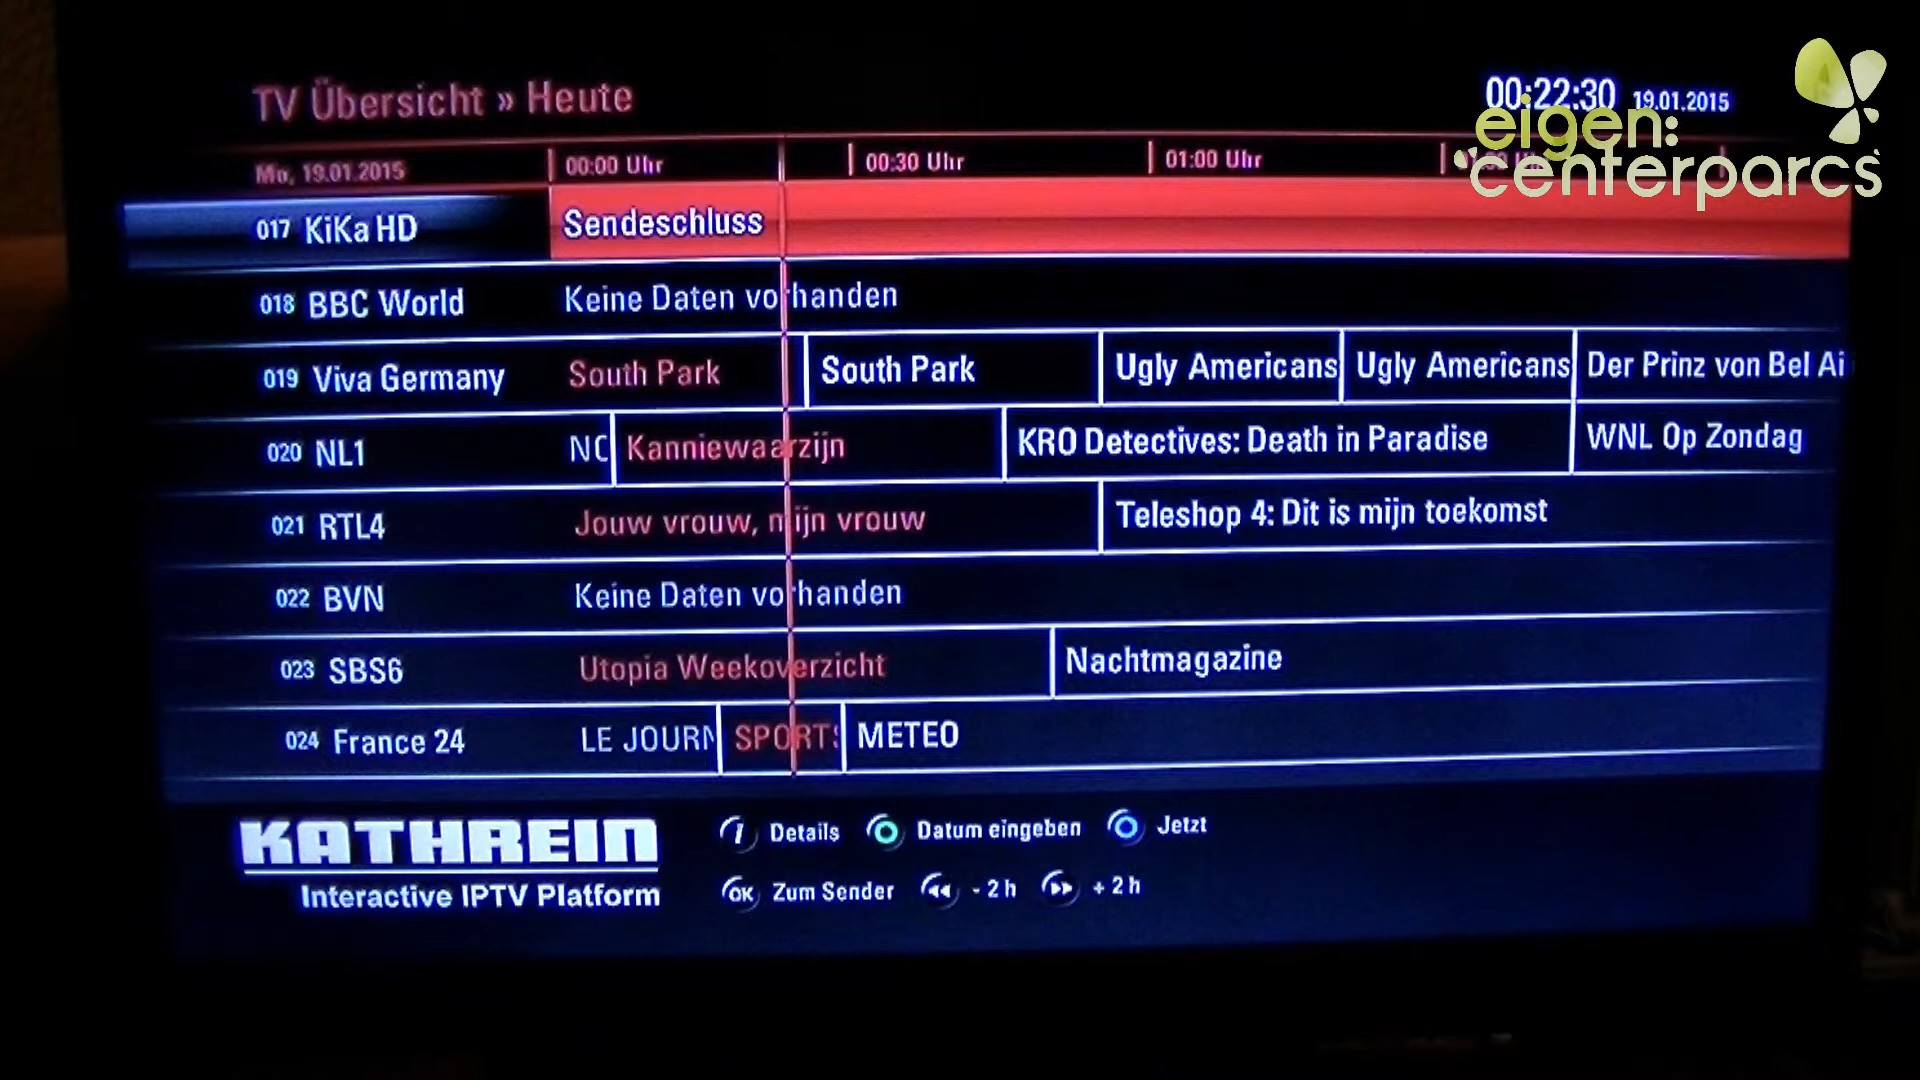 TV Übersicht » Heute
00:22:30 19.01.2015
eigen:
centerparcs
Mo, 19.01.2015 00:00 Uhr 00:30 Uhr 01:00 Uhr
017 KiKa HD Sendeschluss
018 BBC World Keine Daten vorhanden
019 Viva Germany South Park South Park Ugly Americans Ugly Americans Der Prinz von Bel Ai
020 NL1 NO Kanniewaarzijn KRO Detectives: Death in Paradise WNL Op Zondag
021 RTL4 Jouw vrouw, mijn vrouw Teleshop 4: Dit is mijn toekomst
022 BVN Keine Daten vorhanden
023 SBS6 Utopia Weekoverzicht Nachtmagazine
024 France 24 LE JOURN SPORTS METEO
KATHREIN
Interactive IPTV Platform
i Details Datum eingeben Jetzt
OK Zum Sender - 2 h + 2 h